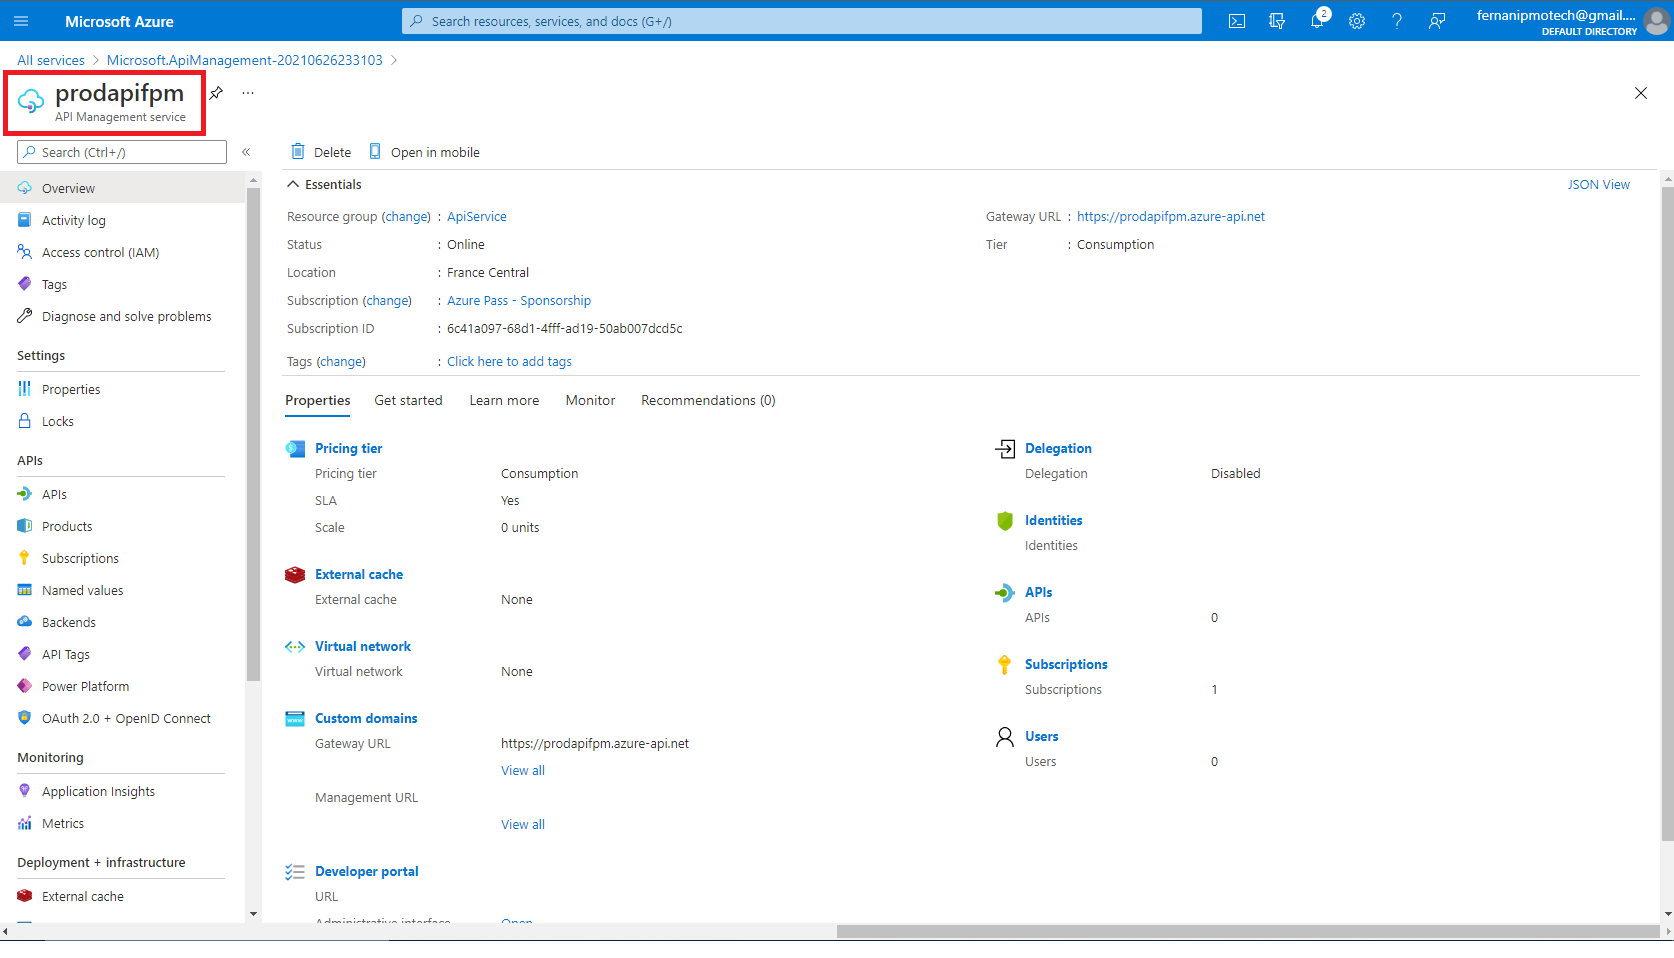 Microsoft Azure
Search resources, services, and docs (G+/)
2
fernanipmotech@gmail....
DEFAULT DIRECTORY
All services > Microsoft.ApiManagement-20210626233103 >
prodapifpm
API Management service
Search (Ctrl+/)
Overview
Activity log
Access control (IAM)
Tags
Diagnose and solve problems
Settings
Properties
Locks
APIs
APIs
Products
Subscriptions
Named values
Backends
API Tags
Power Platform
OAuth 2.0 + OpenID Connect
Monitoring
Application Insights
Metrics
Deployment + infrastructure
External cache
Delete
Open in mobile
Essentials
JSON View
Resource group (change) : ApiService
Status : Online
Location : France Central
Subscription (change) : Azure Pass - Sponsorship
Subscription ID : 6c41a097-68d1-4fff-ad19-50ab007dcd5c
Tags (change) : Click here to add tags
Gateway URL : https://prodapifpm.azure-api.net
Tier : Consumption
Properties Get started Learn more Monitor Recommendations (0)
Pricing tier
Pricing tier Consumption
SLA Yes
Scale 0 units
External cache
External cache None
Virtual network
Virtual network None
Custom domains
Gateway URL https://prodapifpm.azure-api.net
View all
Management URL
View all
Developer portal
URL
Administrative interface Open
Delegation
Delegation Disabled
Identities
Identities
APIs
APIs 0
Subscriptions
Subscriptions 1
Users
Users 0